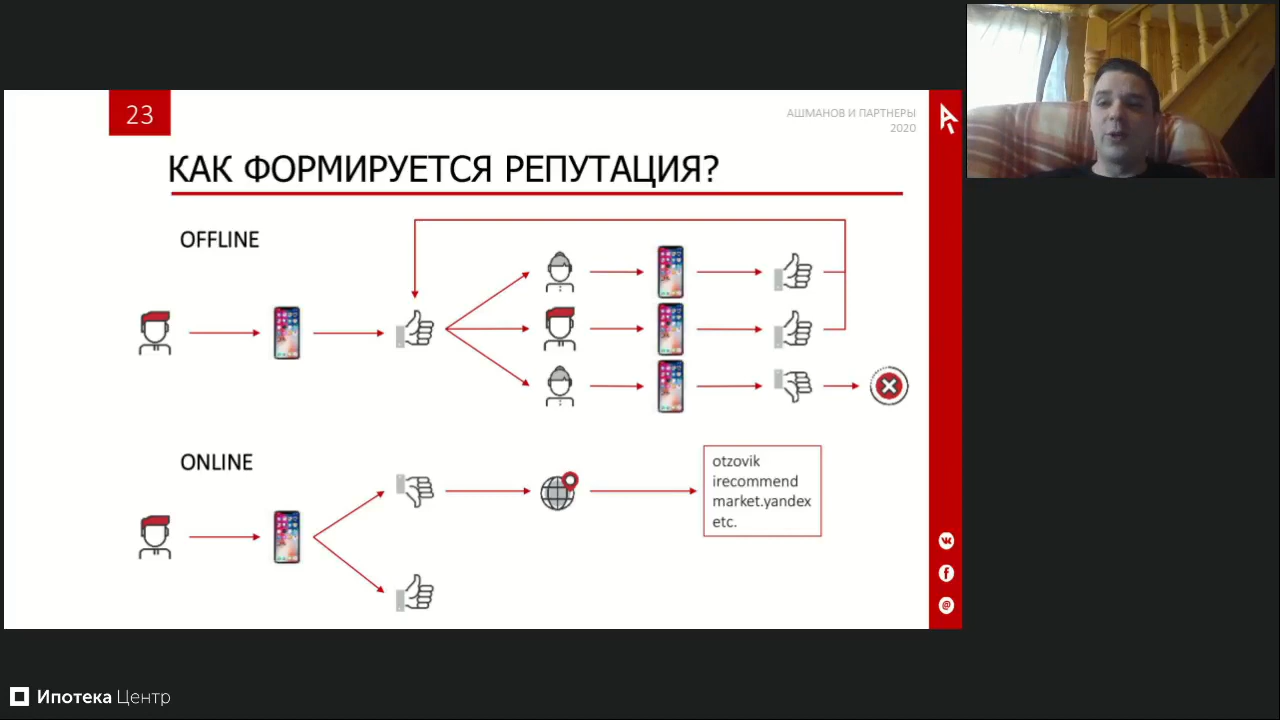 23
АШМАНОВ И ПАРТНЕРЫ
2020
КАК ФОРМИРУЕТСЯ РЕПУТАЦИЯ?
OFFLINE
ONLINE
otzovik
irecommend
market.yandex
etc.
Ипотека Центр